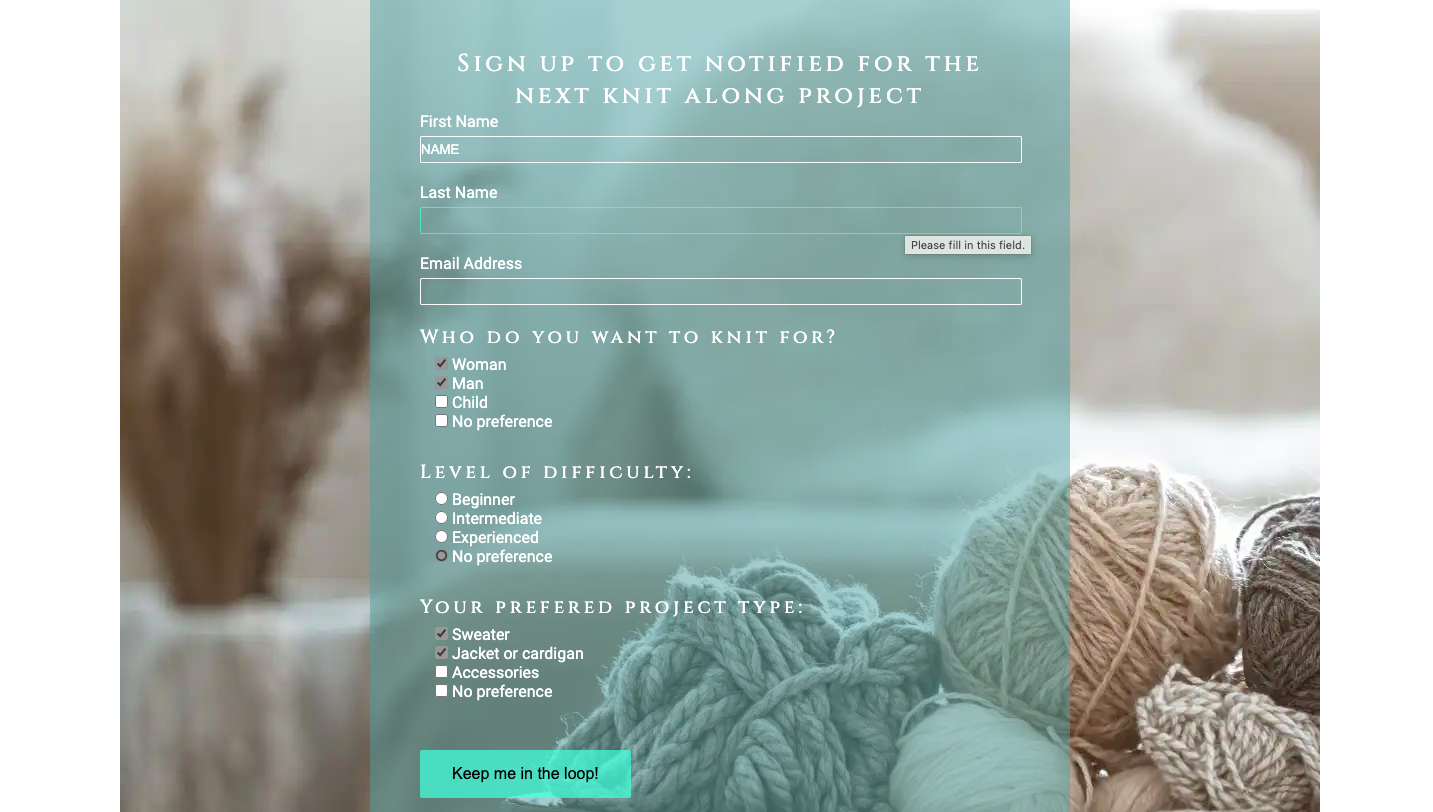 Sign up to get notified for the
next knit along project
First Name
NAME
Last Name
Please fill in this field.
Email Address
Who do you want to knit for?
Woman
Man
Child
No preference
Level of difficulty:
Beginner
Intermediate
Experienced
No preference
Your prefered project type:
Sweater
Jacket or cardigan
Accessories
No preference
Keep me in the loop!